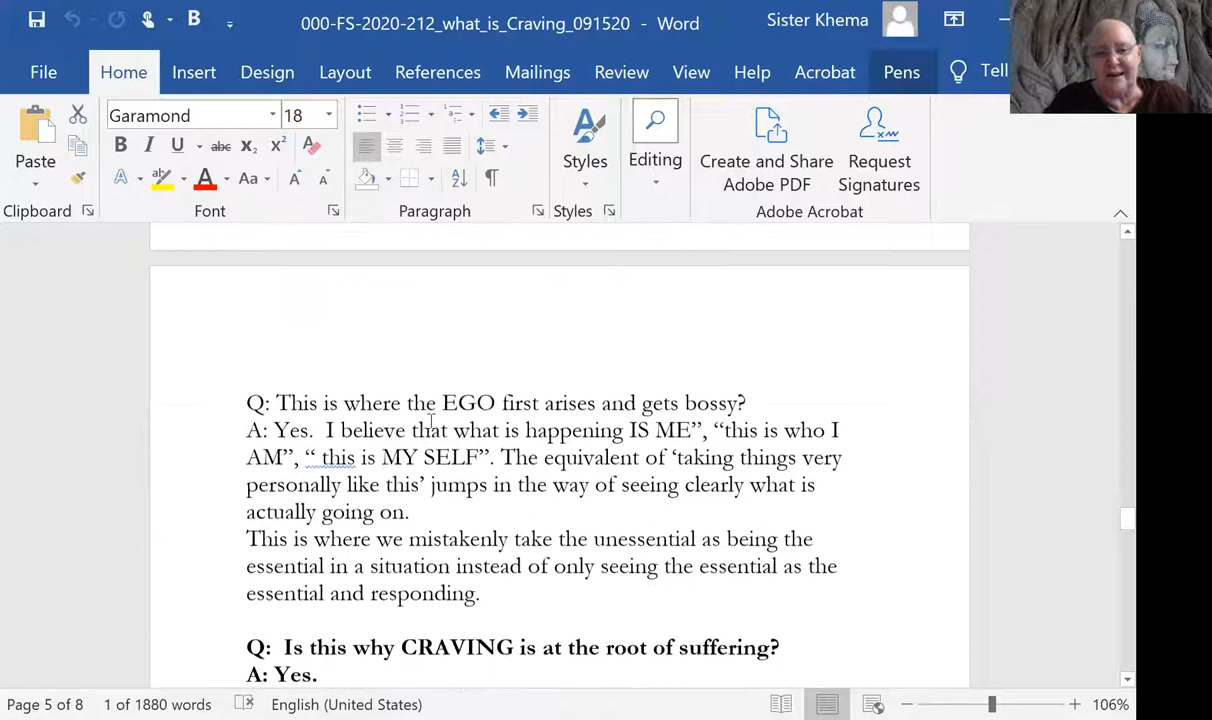 000-FS-2020-212_what_is_Craving_091520 - Word
Sister Khema
B
File Home Insert Design Layout References Mailings Review View Help Acrobat Pens Tell
Garamond 18
Paste
B I U abc X₂ X²
A ab A Aa A A
Styles
Editing
Create and Share Adobe PDF
Request Signatures
Clipboard Font Paragraph Styles Adobe Acrobat
Q: This is where the EGO first arises and gets bossy?
A: Yes.  I believe that what is happening IS ME”, “this is who I
AM”, “ this is MY SELF”. The equivalent of ‘taking things very
personally like this’ jumps in the way of seeing clearly what is
actually going on.
This is where we mistakenly take the unessential as being the
essential in a situation instead of only seeing the essential as the
essential and responding.
Q:  Is this why CRAVING is at the root of suffering?
A: Yes.
Page 5 of 8 1 of 1880 words English (United States) 106%